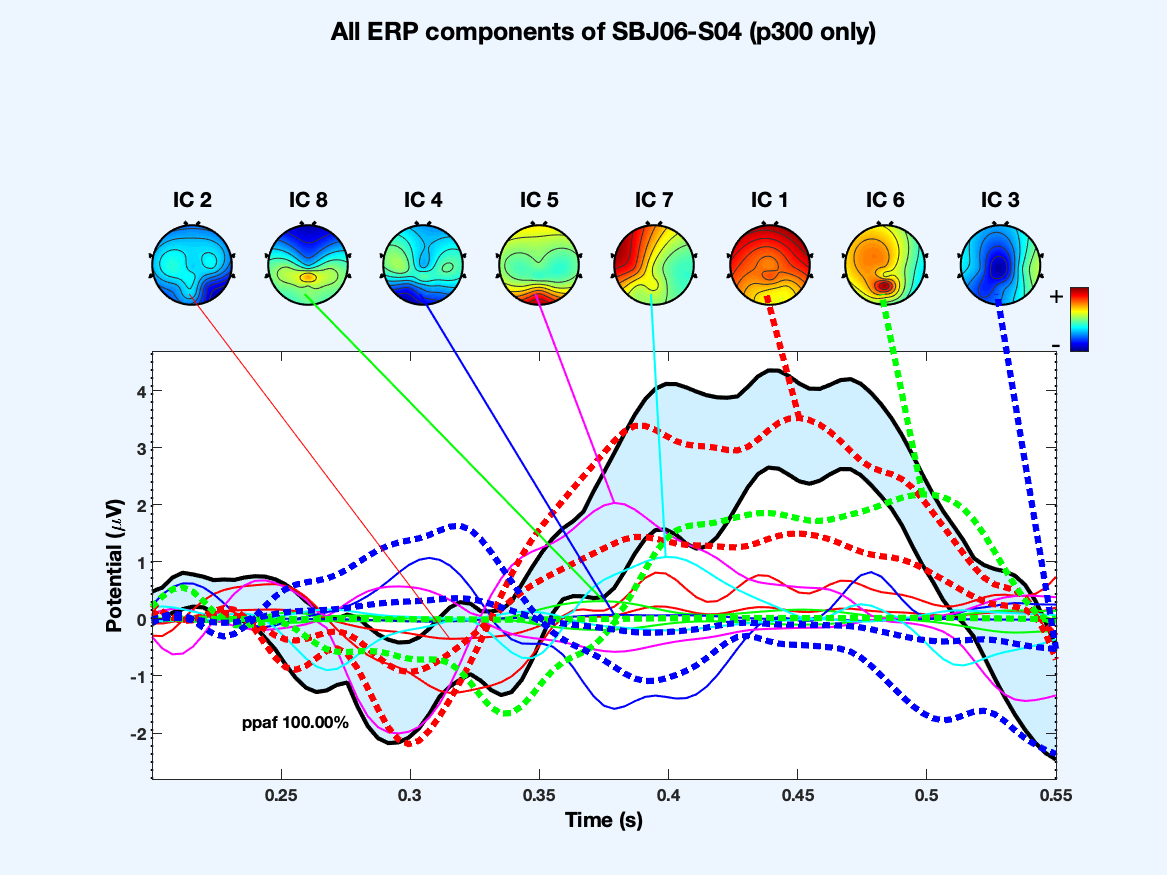 All ERP components of SBJ06-S04 (p300 only)
IC 2 IC 8 IC 4 IC 5 IC 7 IC 1 IC 6 IC 3
+
-
4
3
2
1
0
-1
-2
Potential (μV)
ppaf 100.00%
0.25 0.3 0.35 0.4 0.45 0.5 0.55
Time (s)